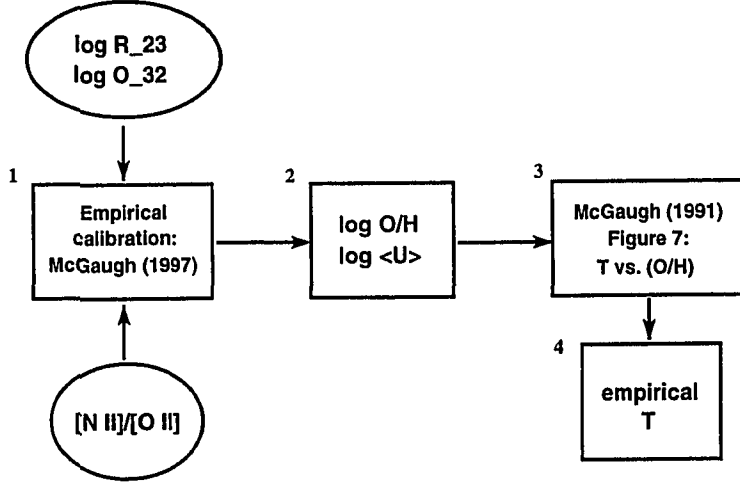 log R_23
log O_32
1
Empirical
calibration:
McGaugh (1997)
[N II]/[O II]
2
log O/H
log <U>
3
McGaugh (1991)
Figure 7:
T vs. (O/H)
4
empirical
T